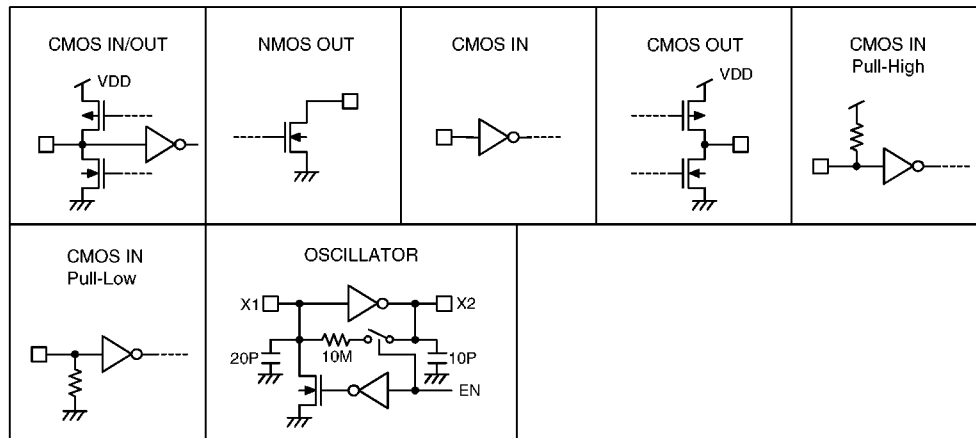 CMOS IN/OUT
VDD
NMOS OUT
CMOS IN
CMOS OUT
VDD
CMOS IN
Pull-High
CMOS IN
Pull-Low
OSCILLATOR
X1
X2
20P
10M
10P
EN